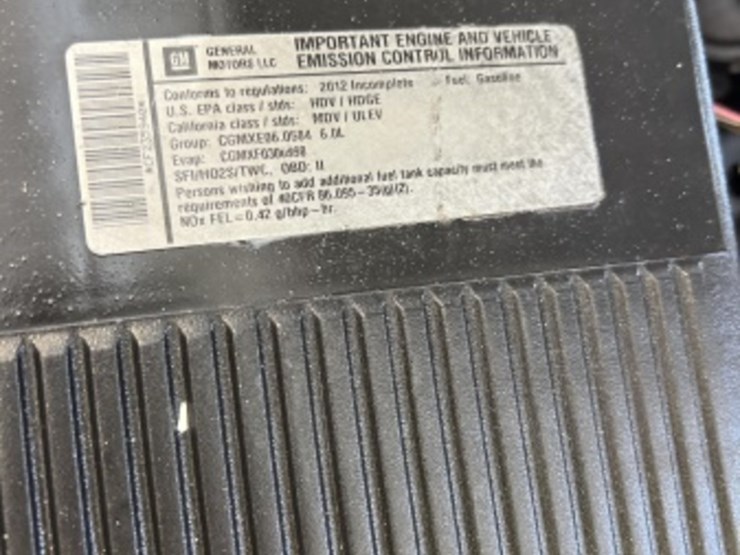 GM GENERAL MOTORS LLC
IMPORTANT ENGINE AND VEHICLE
EMISSION CONTROL INFORMATION
Conforms to regulations: 2012 Incomplete fuel: Gasoline
U.S. EPA class / stds: HDV / HDGE
California class / stds: MDV / ULEV
Group: CGMXE06.0584 6.0L
Evap:
SFI/HO2S/TWC, OBD: II
Persons wishing to add additional fuel tank capacity must meet the
requirements of 40CFR 86.095-35(g)(2).
NOx FEL = 0.42 g/bhp-hr.